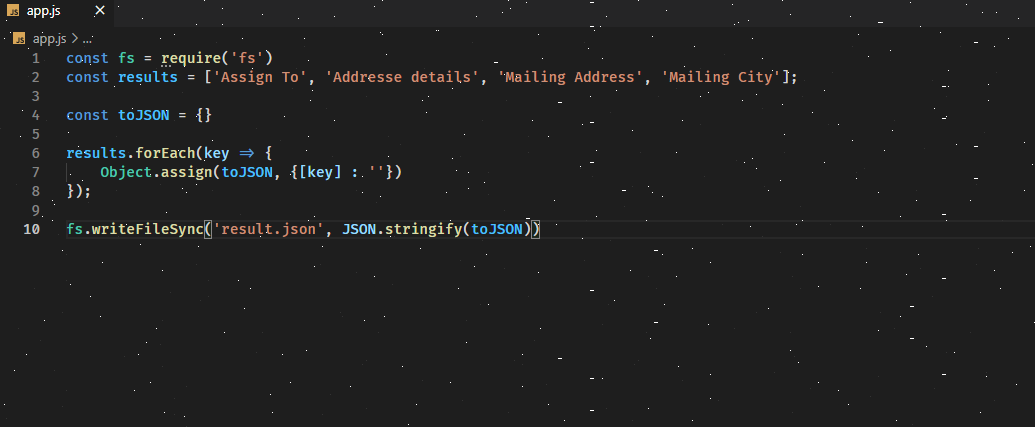 JS app.js ×
JS app.js > ...
1 const fs = require('fs')
2 const results = ['Assign To', 'Addresse details', 'Mailing Address', 'Mailing City'];
3
4 const toJSON = {}
5
6 results.forEach(key => {
7     Object.assign(toJSON, {[key] : ''})
8 });
9
10 fs.writeFileSync('result.json', JSON.stringify(toJSON))